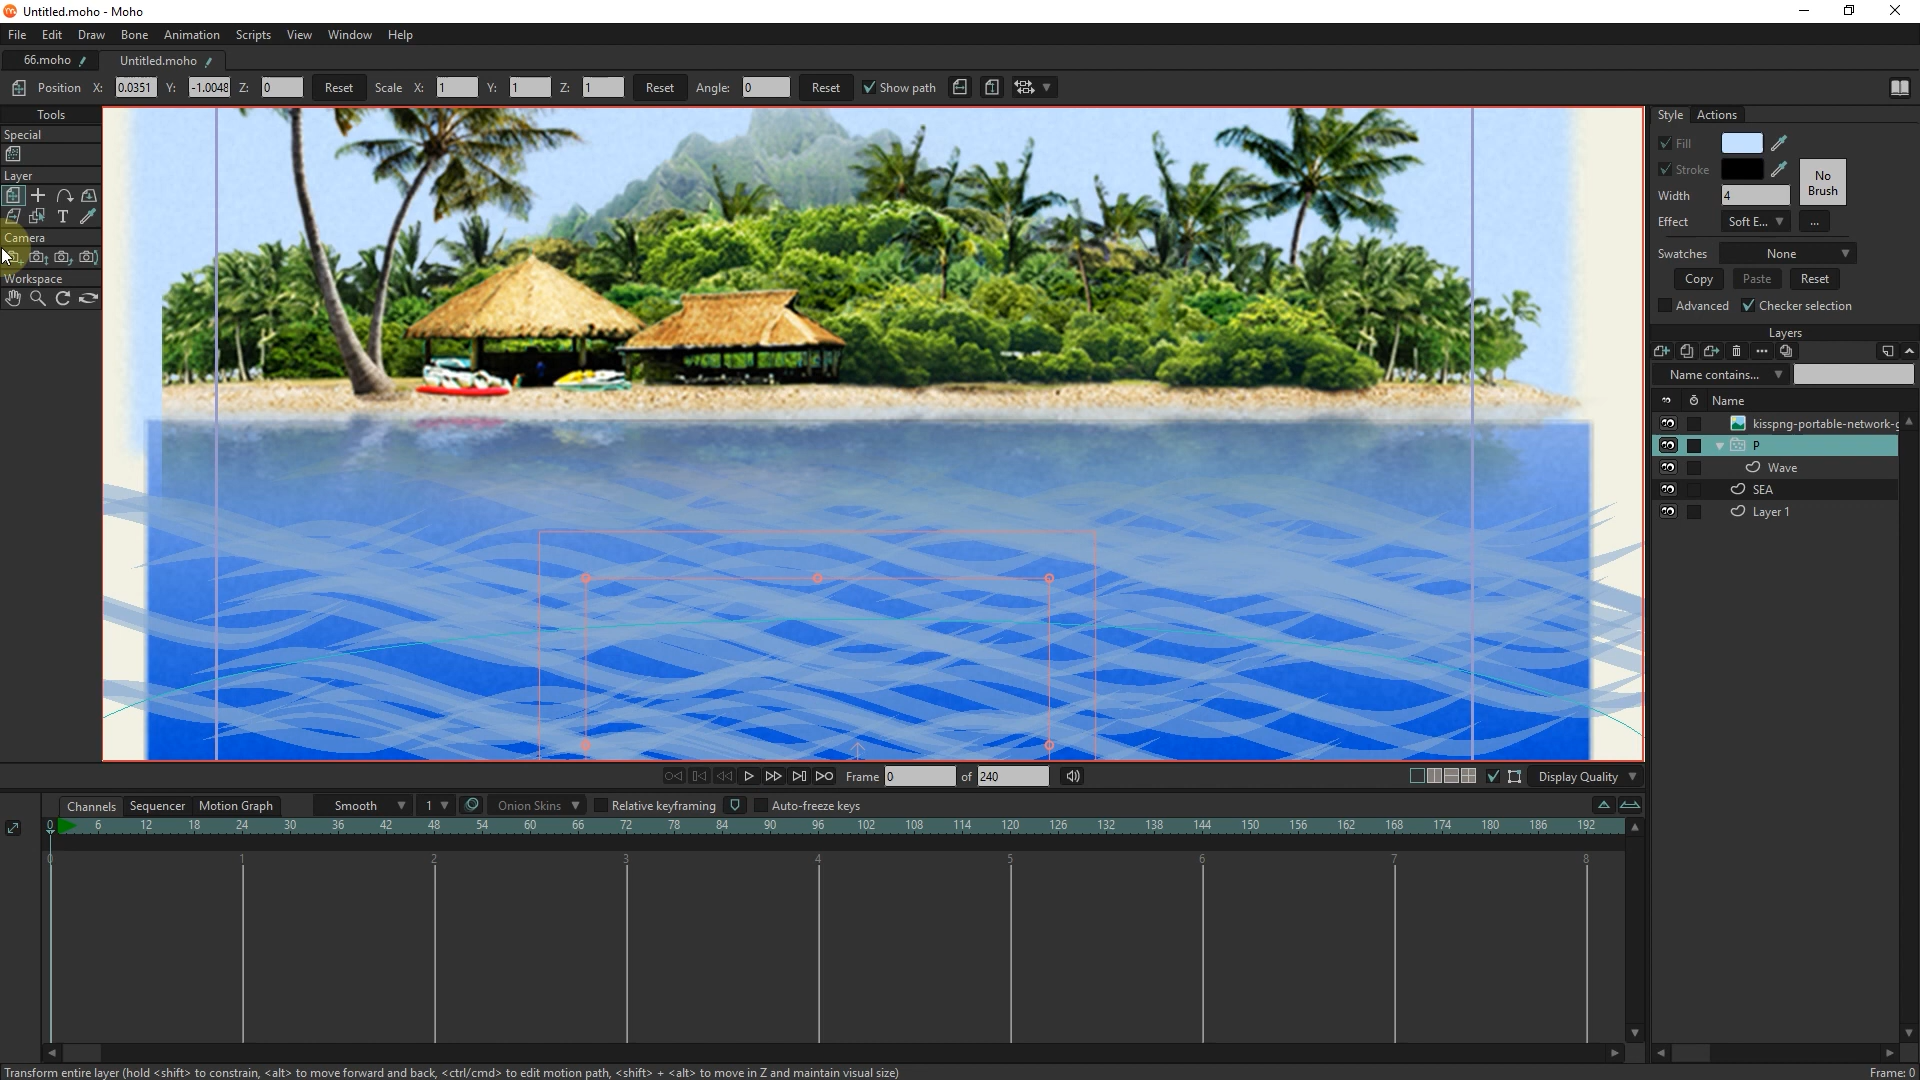 Untitled.moho - Moho
File Edit Draw Bone Animation Scripts View Window Help
66.moho Untitled.moho
Position X: 0.0351 Y: -1.0048 Z: 0 Reset Scale X: 1 Y: 1 Z: 1 Reset Angle: 0 Reset Show path
Tools
Special
Layer
T
Camera
Workspace
Style Actions
Fill
Stroke
No Brush
Width 4
Effect Soft E... ...
Swatches None
Copy Paste Reset
Advanced Checker selection
Layers
Name contains...
Name
kisspng-portable-network-g
P
Wave
SEA
Layer 1
Frame 0 of 240 Display Quality
Channels Sequencer Motion Graph Smooth 1 Onion Skins Relative keyframing Auto-freeze keys
0 6 12 18 24 30 36 42 48 54 60 66 72 78 84 90 96 102 108 114 120 126 132 138 144 150 156 162 168 174 180 186 192
0 1 2 3 4 5 6 7 8
Transform entire layer (hold <shift> to constrain, <alt> to move forward and back, <ctrl/cmd> to edit motion path, <shift> + <alt> to move in Z and maintain visual size)
Frame: 0